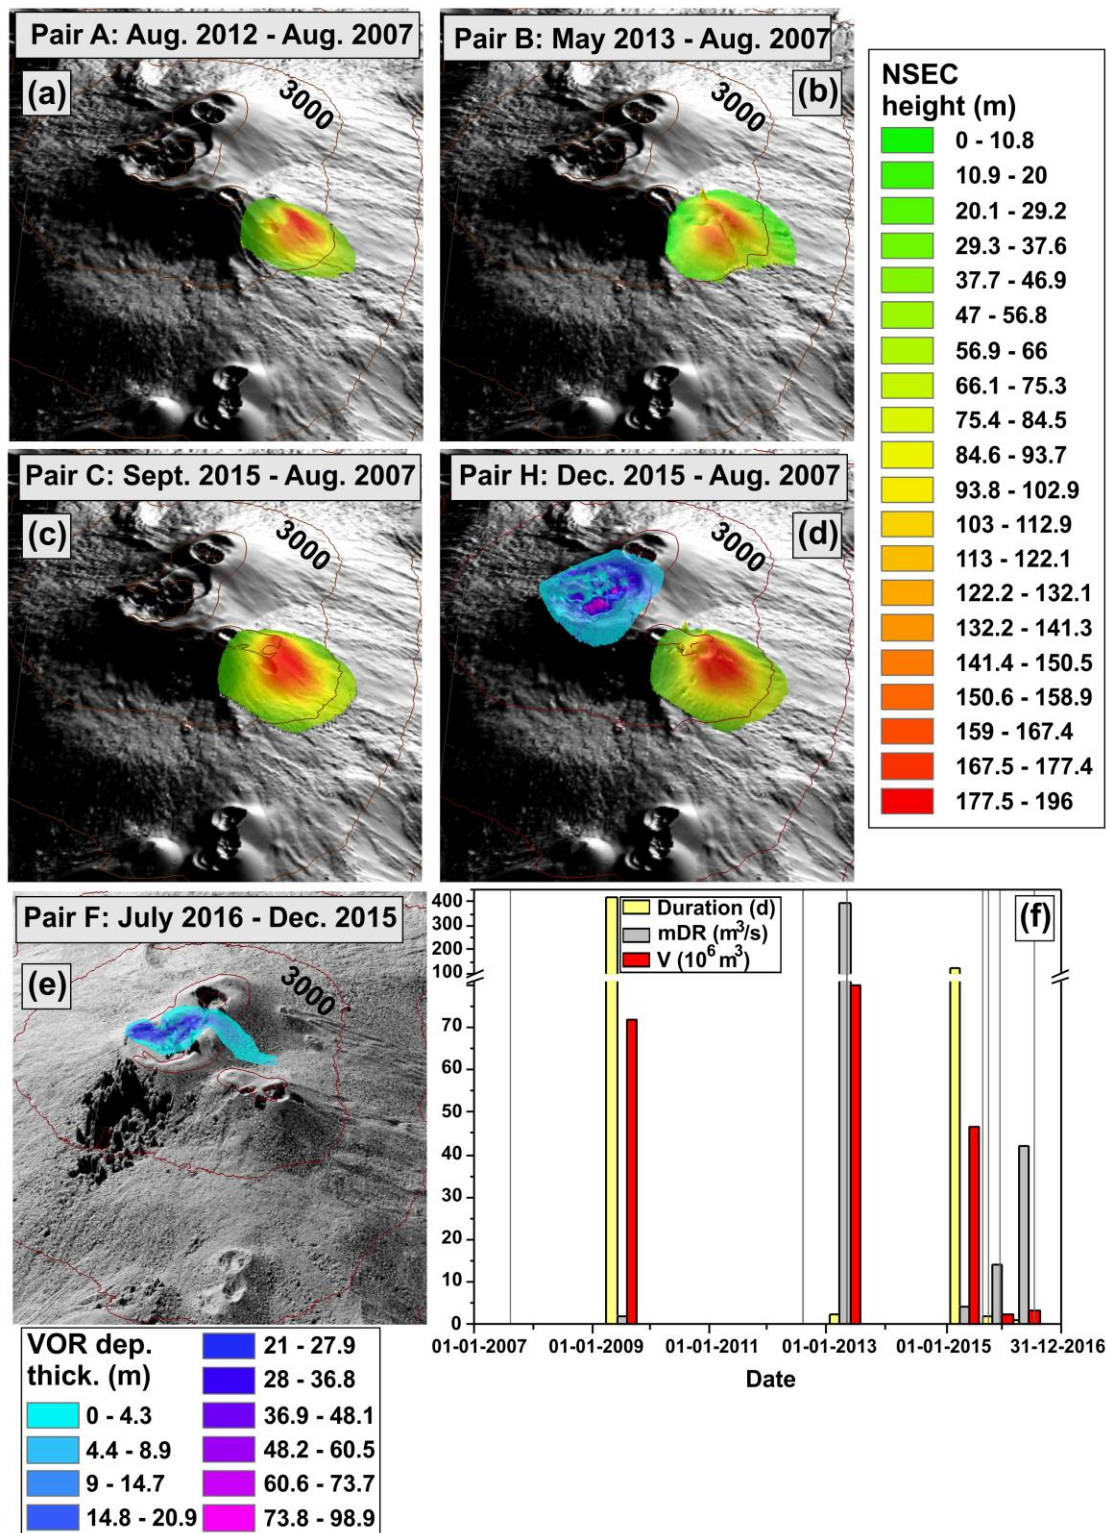 Pair A: Aug. 2012 - Aug. 2007
(a)
3000
Pair B: May 2013 - Aug. 2007
(b)
3000
NSEC
height (m)
0 - 10.8
10.9 - 20
20.1 - 29.2
29.3 - 37.6
37.7 - 46.9
47 - 56.8
56.9 - 66
66.1 - 75.3
75.4 - 84.5
84.6 - 93.7
93.8 - 102.9
103 - 112.9
113 - 122.1
122.2 - 132.1
132.2 - 141.3
141.4 - 150.5
150.6 - 158.9
159 - 167.4
167.5 - 177.4
177.5 - 196
Pair C: Sept. 2015 - Aug. 2007
(c)
3000
Pair H: Dec. 2015 - Aug. 2007
(d)
3000
Pair F: July 2016 - Dec. 2015
(e)
3000
VOR dep.
thick. (m)
0 - 4.3
4.4 - 8.9
9 - 14.7
14.8 - 20.9
21 - 27.9
28 - 36.8
36.9 - 48.1
48.2 - 60.5
60.6 - 73.7
73.8 - 98.9
(f)
Duration (d)
mDR (m³/s)
V (10⁶ m³)
400
300
200
100
70
60
50
40
30
20
10
0
01-01-2007
01-01-2009
01-01-2011
01-01-2013
01-01-2015
31-12-2016
Date